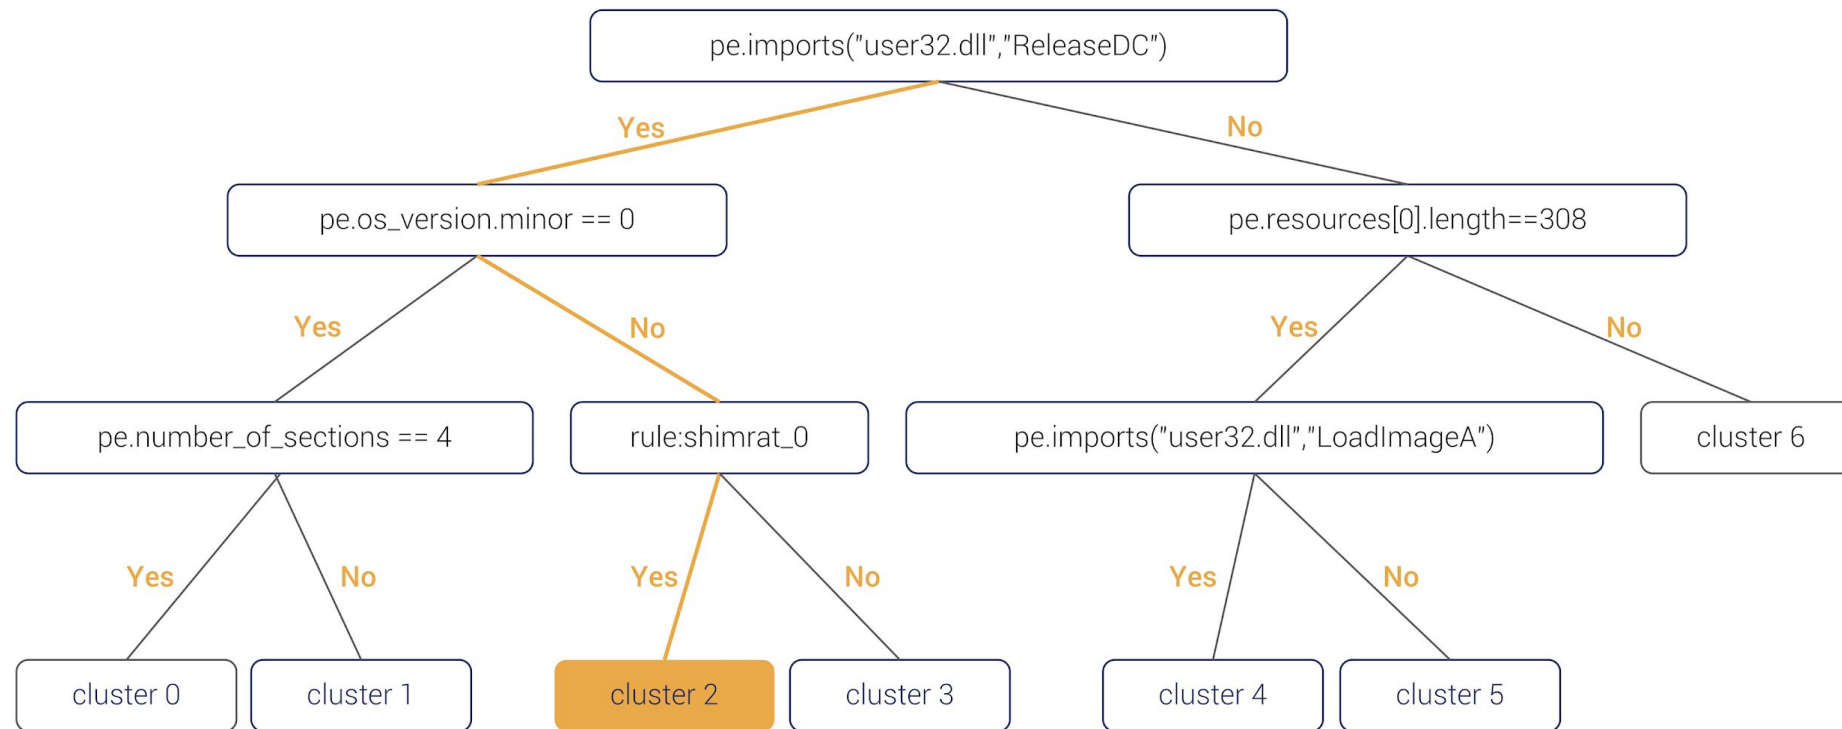 pe.imports("user32.dll","ReleaseDC")
Yes
No
pe.os_version.minor == 0
pe.resources[0].length==308
Yes
No
Yes
No
pe.number_of_sections == 4
rule:shimrat_0
pe.imports("user32.dll","LoadImageA")
cluster 6
Yes
No
Yes
No
Yes
No
cluster 0
cluster 1
cluster 2
cluster 3
cluster 4
cluster 5